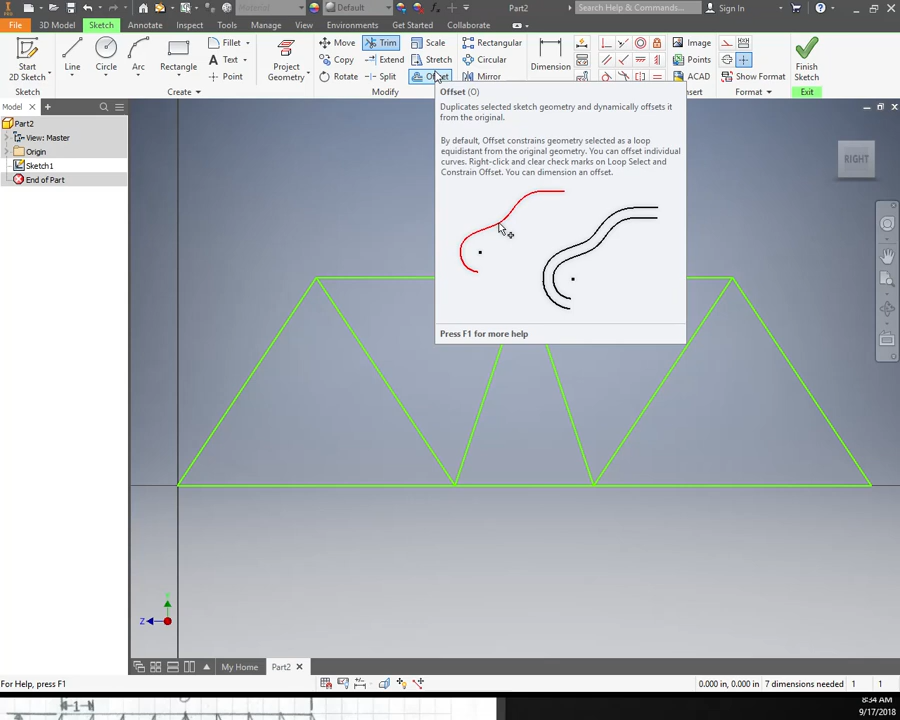 Material
Default
Part2
Search Help & Commands...
Sign In
File 3D Model Sketch Annotate Inspect Tools Manage View Environments Get Started Collaborate
Start
2D Sketch
Line
Circle
Arc
Rectangle
Fillet
Text
Point
Create
Project
Geometry
Move
Copy
Rotate
Trim
Extend
Split
Scale
Stretch
Offset
Modify
Rectangular
Circular
Mirror
Dimension
Image
Points
ACAD
Insert
Show Format
Format
Finish
Sketch
Exit
Model
Part2
View: Master
Origin
Sketch1
End of Part
Offset (O)
Duplicates selected sketch geometry and dynamically offsets it
from the original.
By default, Offset constrains geometry selected as a loop
equidistant from the original geometry. You can offset individual
curves. Right-click and clear check marks on Loop Select and
Constrain Offset. You can dimension an offset.
Press F1 for more help
RIGHT
Z
My Home
Part2
For Help, press F1
0.000 in, 0.000 in
7 dimensions needed
1
1
1
8:34 AM
9/17/2018